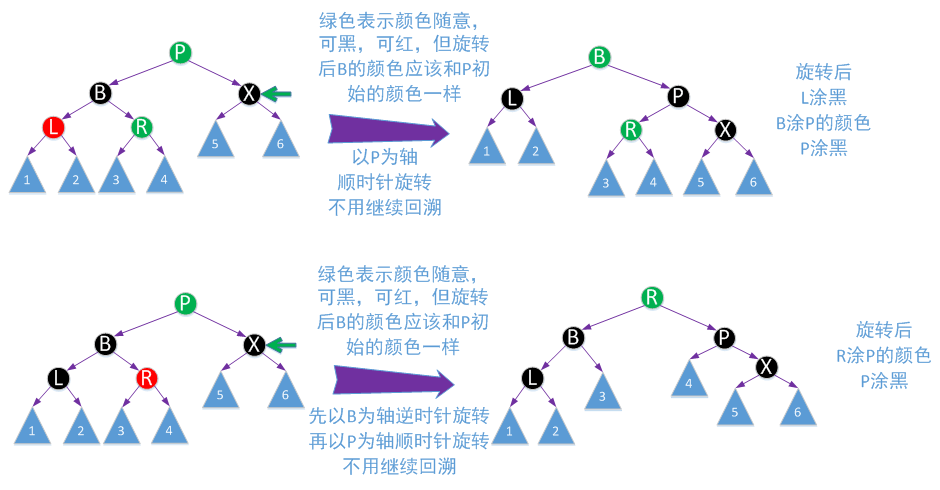 绿色表示颜色随意，
可黑，可红，但旋转
后B的颜色应该和P初
始的颜色一样
P
B
X
L
R
1
2
3
4
5
6
以P为轴
顺时针旋转
不用继续回溯
B
L
P
R
X
1
2
3
4
5
6
旋转后
L涂黑
B涂P的颜色
P涂黑
绿色表示颜色随意，
可黑，可红，但旋转
后B的颜色应该和P初
始的颜色一样
P
B
X
L
R
1
2
3
4
5
6
先以B为轴逆时针旋转
再以P为轴顺时针旋转
不用继续回溯
R
B
P
L
X
1
2
3
4
5
6
旋转后
R涂P的颜色
P涂黑